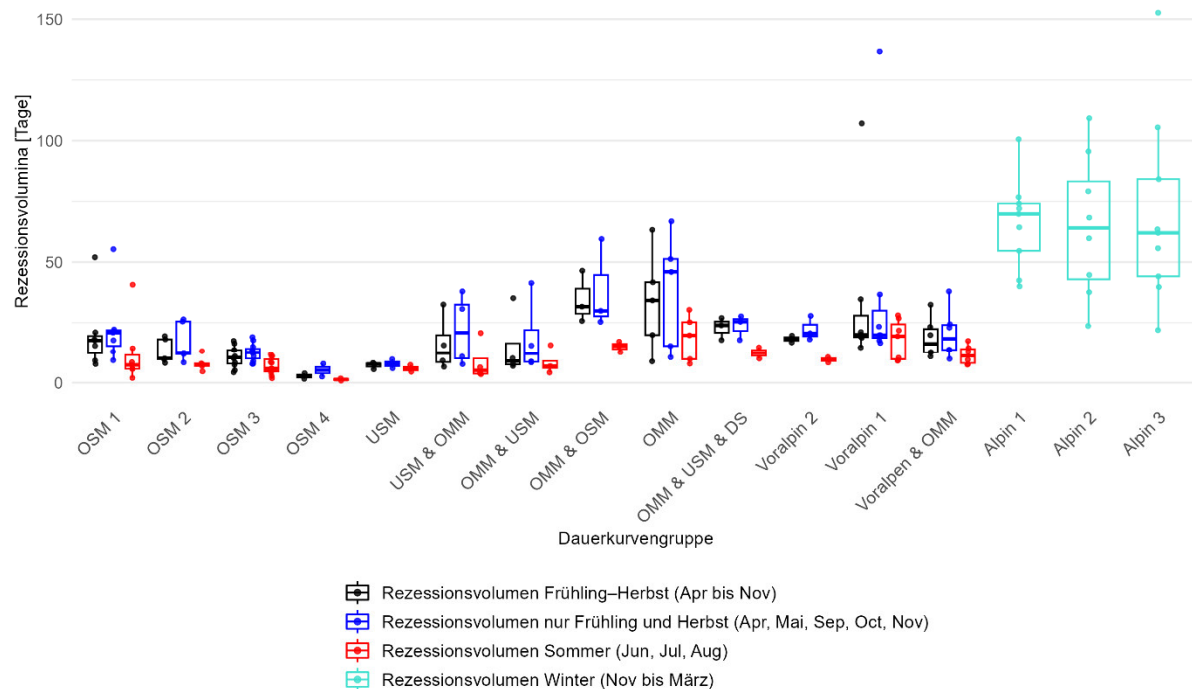 150
100
50
0
Rezessionsvolumina [Tage]
OSM 1
OSM 2
OSM 3
OSM 4
USM
USM & OMM
OMM & USM
OMM & OSM
OMM
OMM & USM & DS
Voralpin 2
Voralpin 1
Voralpen & OMM
Alpin 1
Alpin 2
Alpin 3
Dauerkurvengruppe
Rezessionsvolumen Frühling–Herbst (Apr bis Nov)
Rezessionsvolumen nur Frühling und Herbst (Apr, Mai, Sep, Oct, Nov)
Rezessionsvolumen Sommer (Jun, Jul, Aug)
Rezessionsvolumen Winter (Nov bis März)